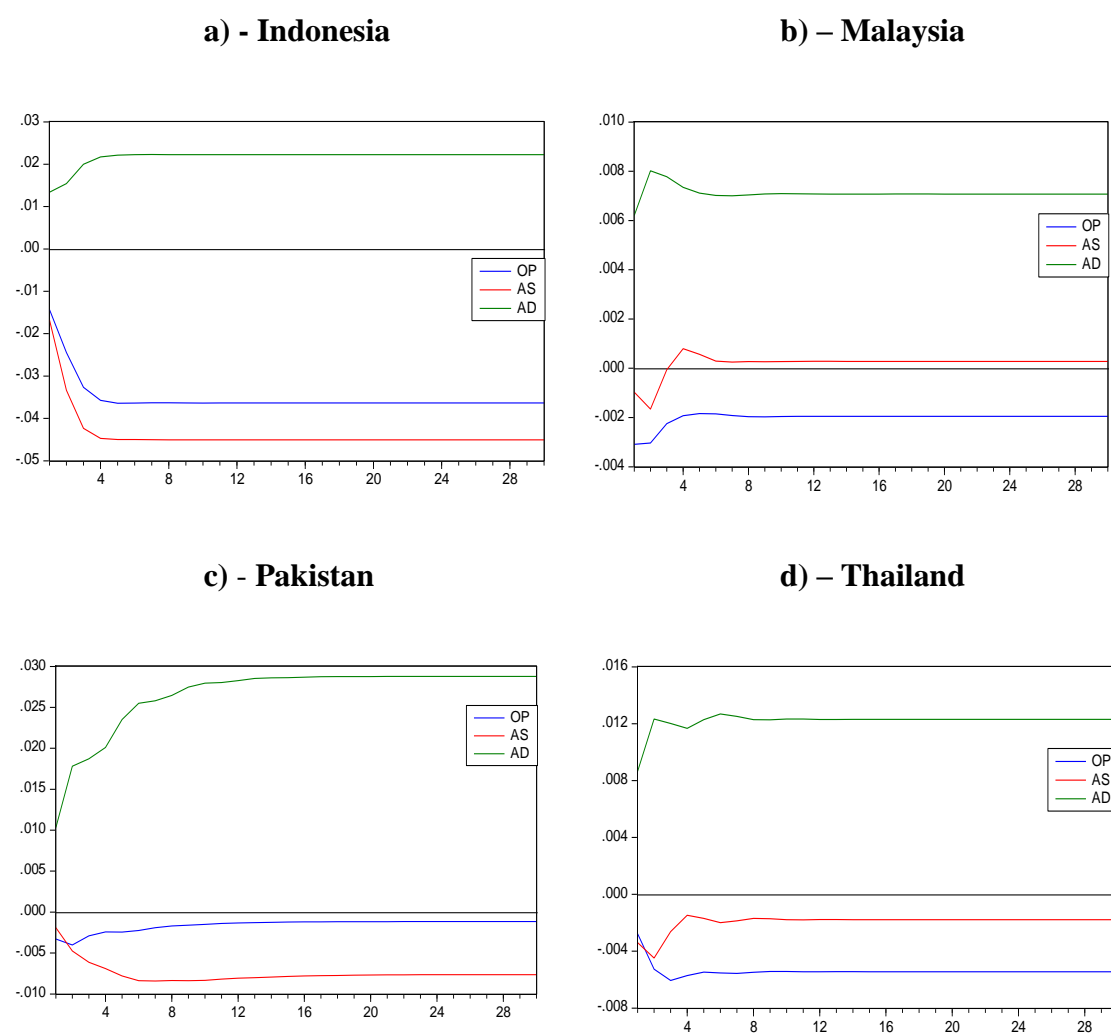 a) - Indonesia
b) – Malaysia
.03
.02
.01
.00
-.01
-.02
-.03
-.04
-.05
4 8 12 16 20 24 28
OP
AS
AD
.010
.008
.006
.004
.002
.000
-.002
-.004
4 8 12 16 20 24 28
OP
AS
AD
c) - Pakistan
d) – Thailand
.030
.025
.020
.015
.010
.005
.000
-.005
-.010
4 8 12 16 20 24 28
OP
AS
AD
.016
.012
.008
.004
.000
-.004
-.008
4 8 12 16 20 24 28
OP
AS
AD